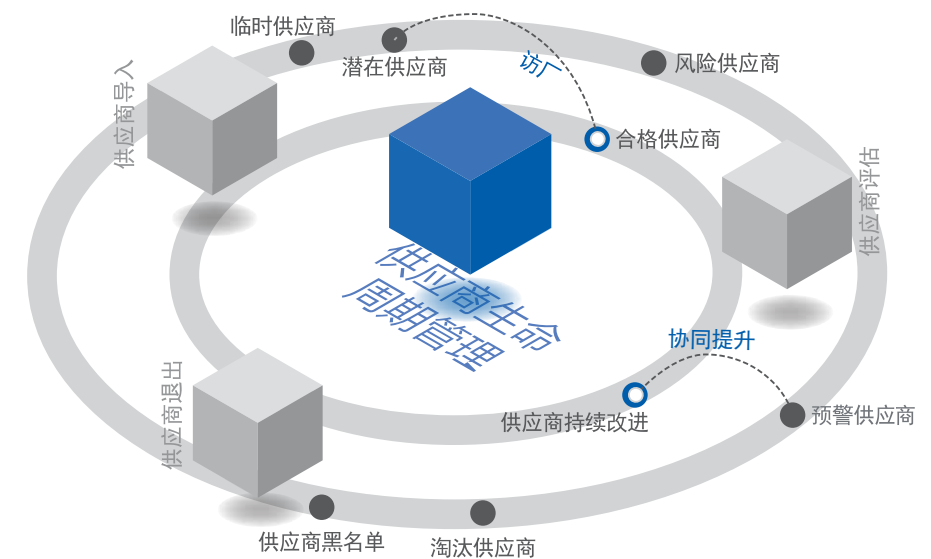 临时供应商
潜在供应商
访厂
风险供应商
供应商导入
合格供应商
供应商评估
供应商生命
周期管理
协同提升
供应商退出
供应商持续改进
预警供应商
供应商黑名单
淘汰供应商